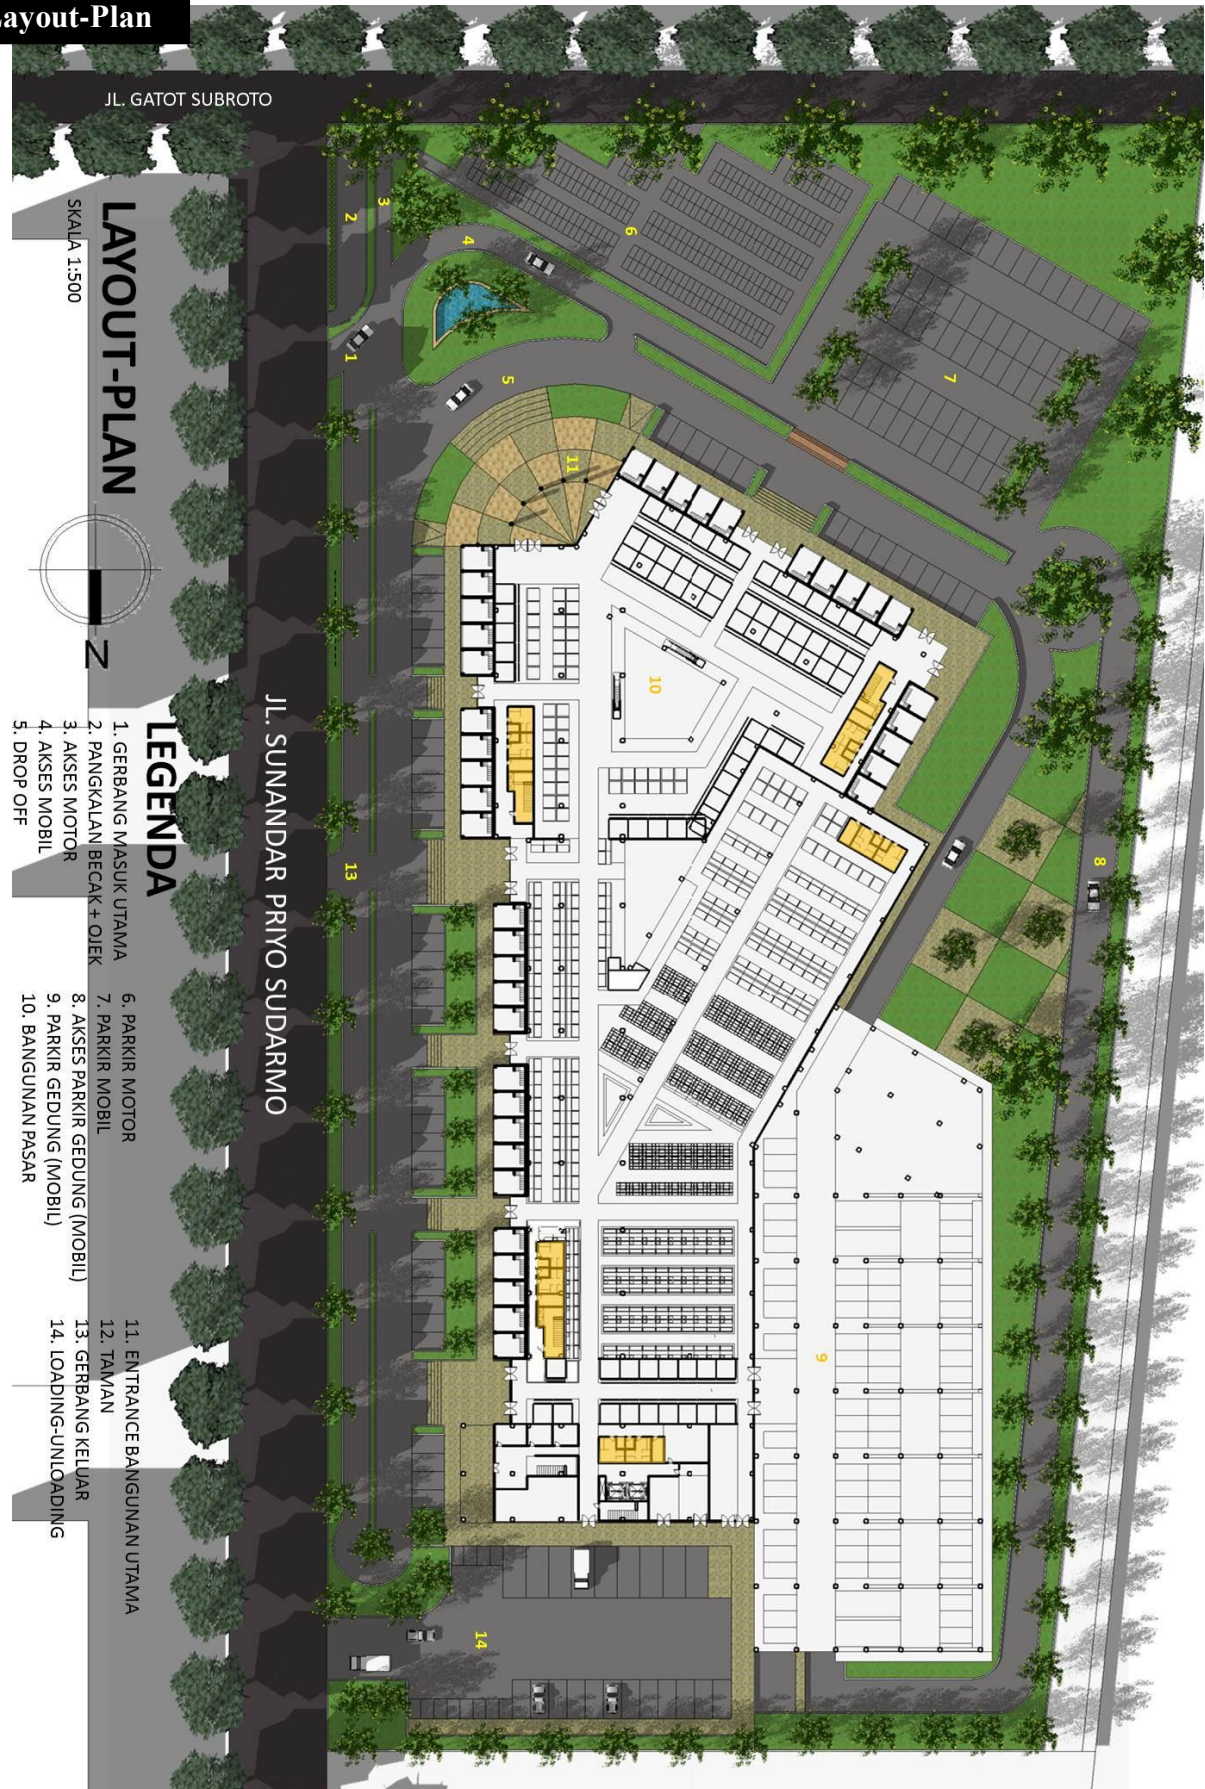 Layout-Plan
JL. GATOT SUBROTO
2
3
4
6
7
1
5
11
10
8
13
9
14
JL. SUNANDAR PRIYO SUDARMO
LAYOUT-PLAN
SKALA 1:500
N
LEGENDA
1. GERBANG MASUK UTAMA
2. PANGKALAN BECAK + OJEK
3. AKSES MOTOR
4. AKSES MOBIL
5. DROP OFF
6. PARKIR MOTOR
7. PARKIR MOBIL
8. AKSES PARKIR GEDUNG (MOBIL)
9. PARKIR GEDUNG (MOBIL)
10. BANGUNAN PASAR
11. ENTRANCE BANGUNAN UTAMA
12. TAMAN
13. GERBANG KELUAR
14. LOADING-UNLOADING